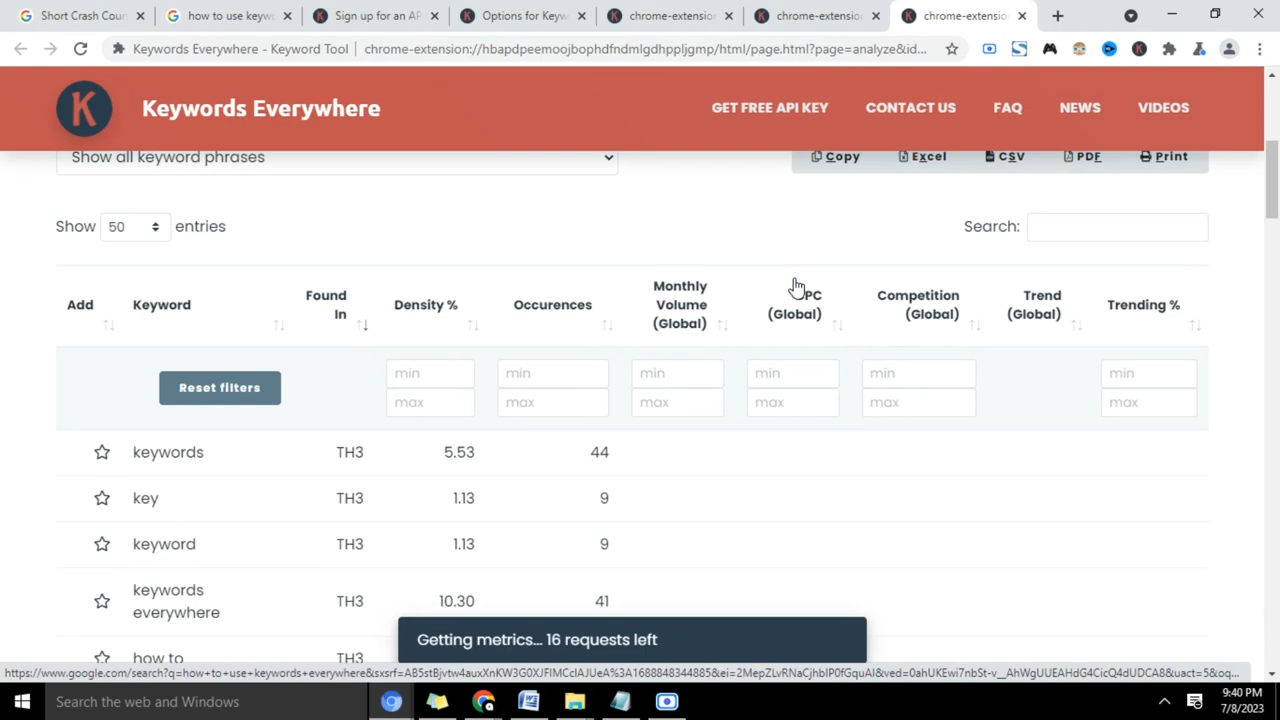 Short Crash Cour
how to use keyw
Sign up for an AP
Options for Keyw
chrome-extension
chrome-extension
chrome-extensio
Keywords Everywhere - Keyword Tool
chrome-extension://hbapdpeemoojbophdfndmlgdhppljgmp/html/page.html?page=analyze&id...
K
Keywords Everywhere
GET FREE API KEY
CONTACT US
FAQ
NEWS
VIDEOS
Show all keyword phrases
Copy
Excel
CSV
PDF
Print
Show 50 entries
Search:
Add
Keyword
Found
In
Density %
Occurences
Monthly
Volume
(Global)
PC
(Global)
Competition
(Global)
Trend
(Global)
Trending %
Reset filters
min min min min min min
max max max max max max
keywords TH3 5.53 44
key TH3 1.13 9
keyword TH3 1.13 9
keywords
everywhere TH3 10.30 41
how to TH3
Getting metrics... 16 requests left
Search the web and Windows
9:40 PM
7/8/2023